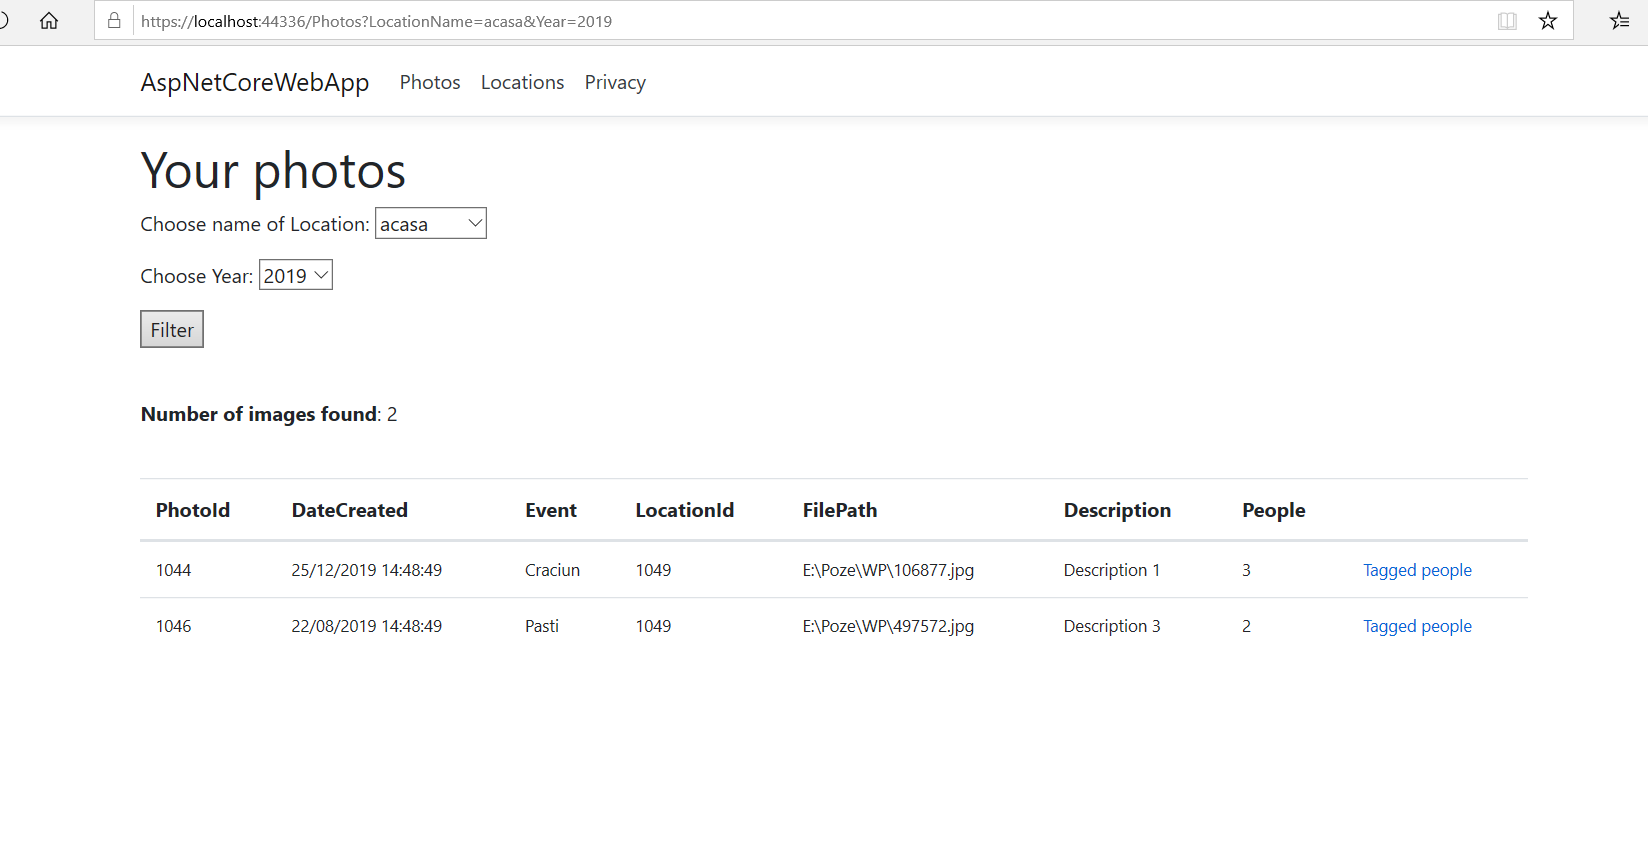 https://localhost:44336/Photos?LocationName=acasa&Year=2019
AspNetCoreWebApp Photos Locations Privacy
Your photos
Choose name of Location: acasa
Choose Year: 2019
Filter
Number of images found: 2
PhotoId DateCreated Event LocationId FilePath Description People
1044 25/12/2019 14:48:49 Craciun 1049 E:\Poze\WP\106877.jpg Description 1 3 Tagged people
1046 22/08/2019 14:48:49 Pasti 1049 E:\Poze\WP\497572.jpg Description 3 2 Tagged people